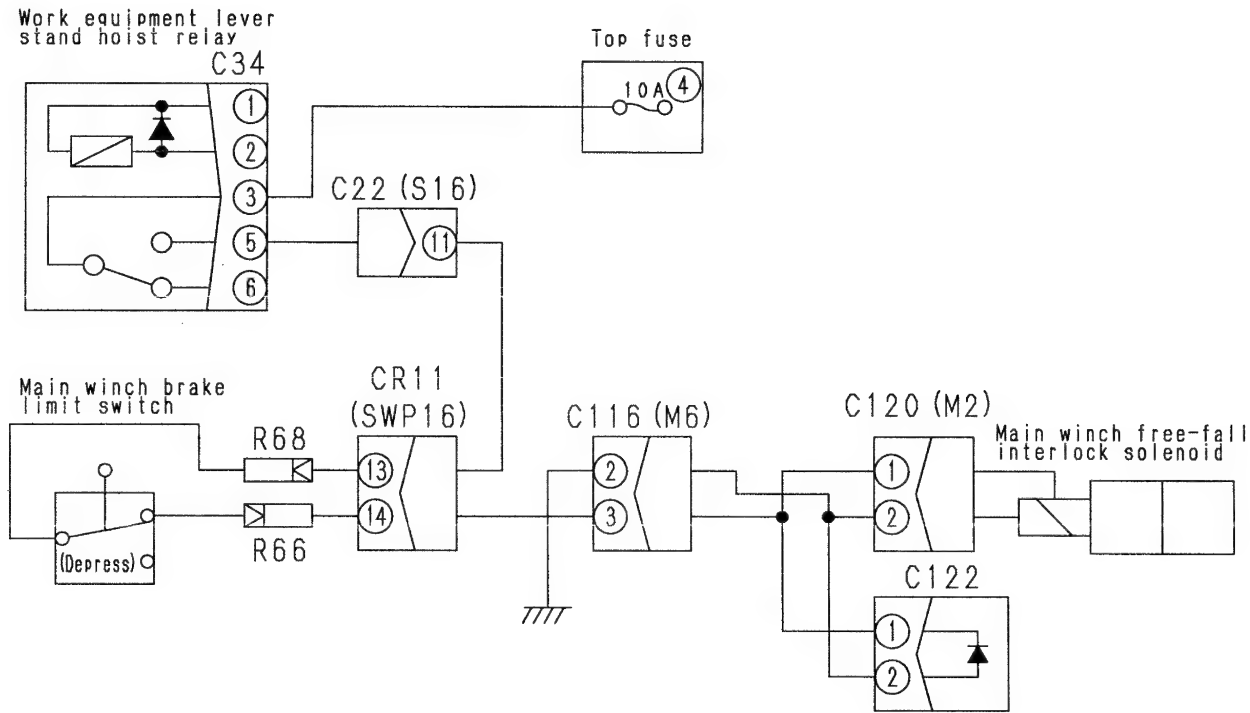 Work equipment lever
stand hoist relay
C34
1
2
3
5
6
Top fuse
10A
4
C22 (S16)
11
Main winch brake
limit switch
(Depress)
R68
R66
CR11
(SWP16)
13
14
C116 (M6)
2
3
C120 (M2)
1
2
Main winch free-fall
interlock solenoid
C122
1
2